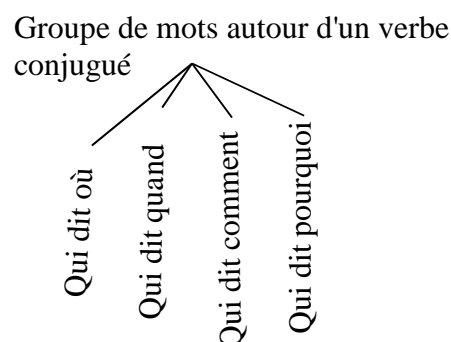 Groupe de mots autour d'un verbe
conjugué
Qui dit où
Qui dit quand
Qui dit comment
Qui dit pourquoi